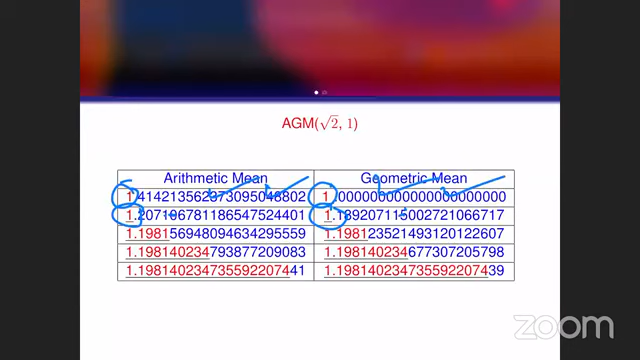 AGM(√2, 1)
Arithmetic Mean Geometric Mean
1.414213562373095048802 1.000000000000000000000
1.207106781186547524401 1.189207115002721066717
1.198156948094634295559 1.198123521493120122607
1.198140234793877209083 1.198140234677307205798
1.198140234735592207441 1.198140234735592207439
zoom